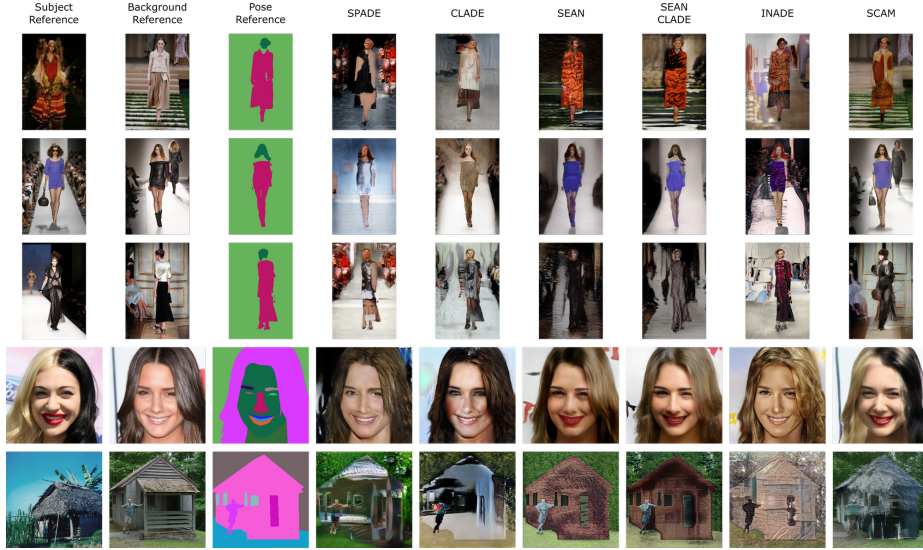 Subject
Reference
Background
Reference
Pose
Reference
SPADE
CLADE
SEAN
SEAN
CLADE
INADE
SCAM